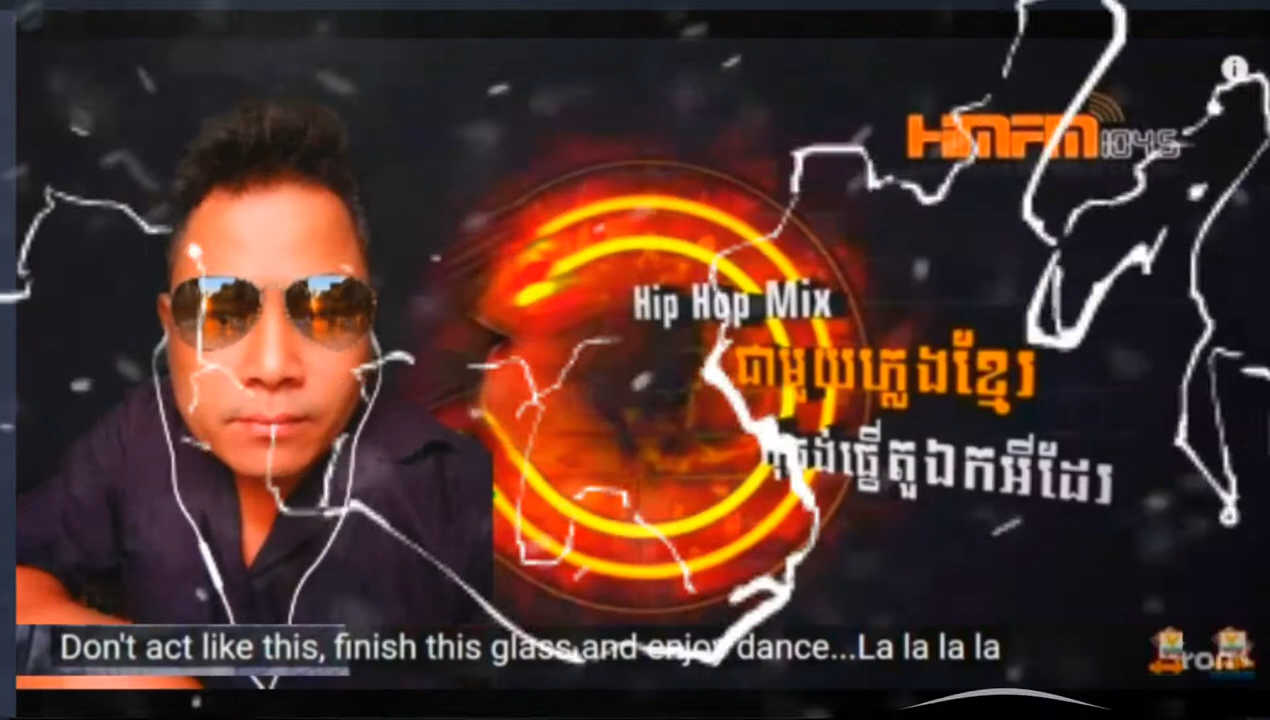 HMFM 104.5
Hip Hop Mix
ជាមួយភ្លេងខ្មែរ
ធ្វើតួឯកអីដែរ
Don't act like this, finish this glass and enjoy dance...La la la la